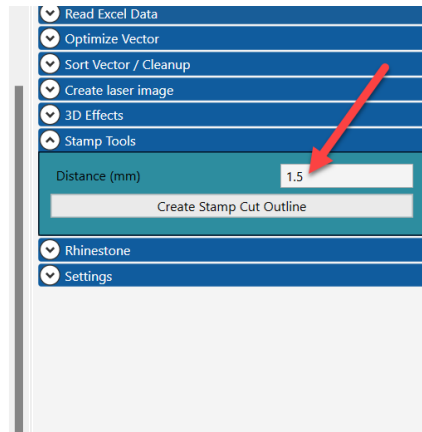 Read Excel Data
Optimize Vector
Sort Vector / Cleanup
Create laser image
3D Effects
Stamp Tools
Distance (mm) 1.5
Create Stamp Cut Outline
Rhinestone
Settings